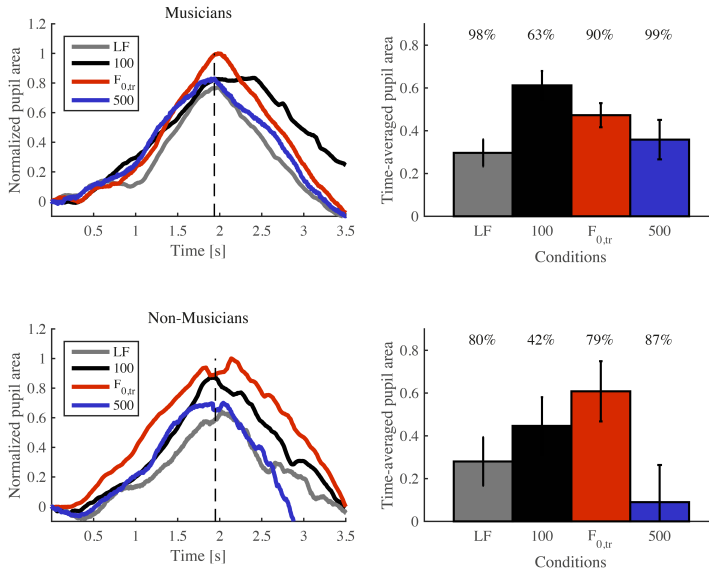 Musicians
Normalized pupil area
1.2
1
0.8
0.6
0.4
0.2
0
LF
100
F0,tr
500
0.5 1 1.5 2 2.5 3 3.5
Time [s]
Time-averaged pupil area
0.8
0.6
0.4
0.2
0
98% 63% 90% 99%
LF 100 F0,tr 500
Conditions
Non-Musicians
Normalized pupil area
1.2
1
0.8
0.6
0.4
0.2
0
LF
100
F0,tr
500
0.5 1 1.5 2 2.5 3 3.5
Time [s]
Time-averaged pupil area
0.8
0.6
0.4
0.2
0
80% 42% 79% 87%
LF 100 F0,tr 500
Conditions